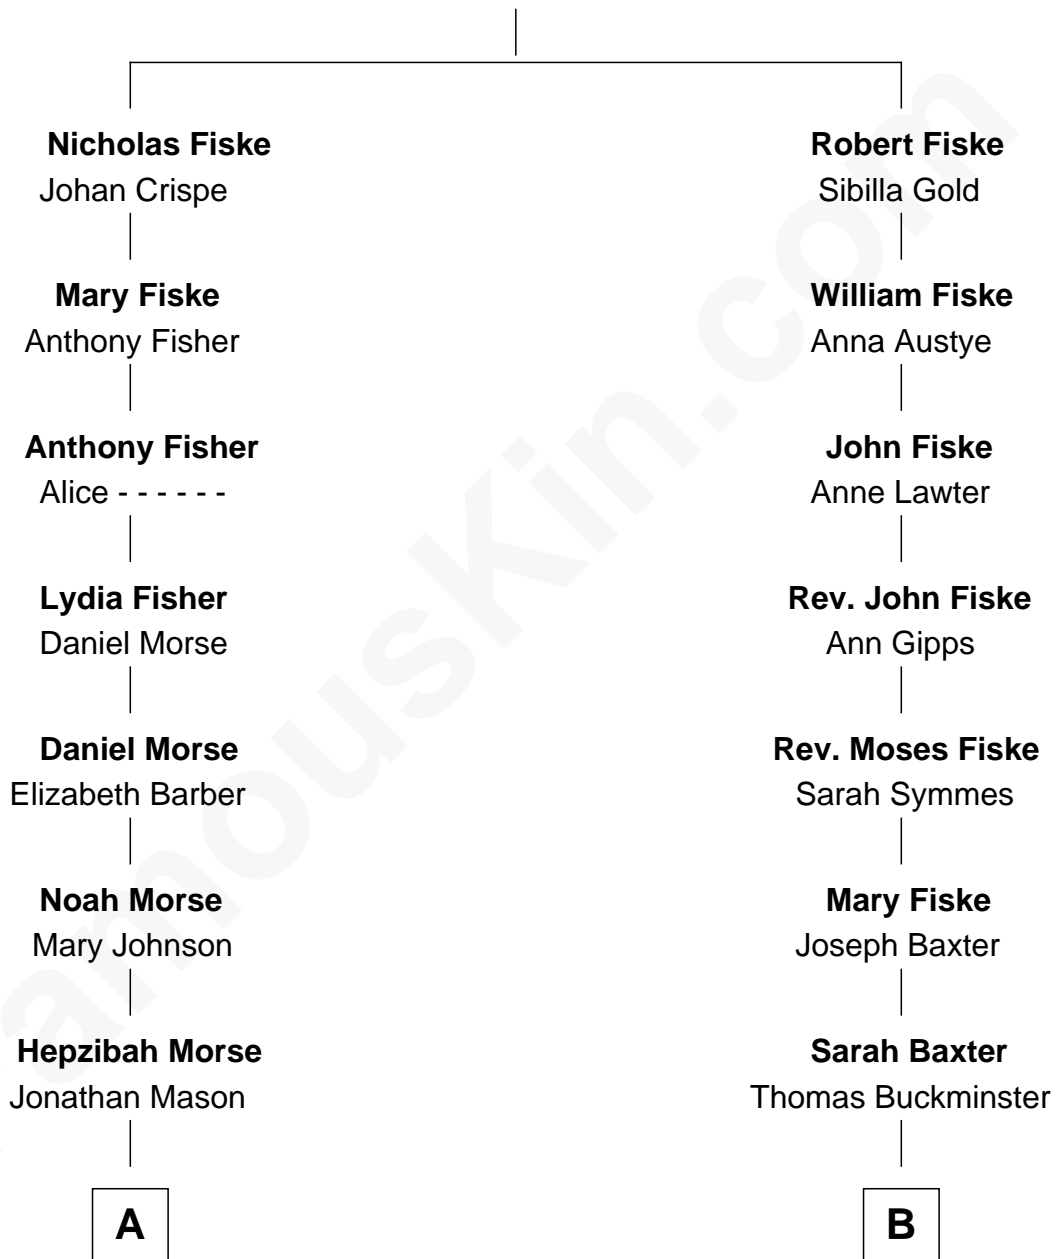 Nicholas Fiske
Johan Crispe
Mary Fiske
Anthony Fisher
Anthony Fisher
Alice - - - - - -
Lydia Fisher
Daniel Morse
Daniel Morse
Elizabeth Barber
Noah Morse
Mary Johnson
Hepzibah Morse
Jonathan Mason
A
Robert Fiske
Sibilla Gold
William Fiske
Anna Austye
John Fiske
Anne Lawter
Rev. John Fiske
Ann Gipps
Rev. Moses Fiske
Sarah Symmes
Mary Fiske
Joseph Baxter
Sarah Baxter
Thomas Buckminster
B
amousKin.com